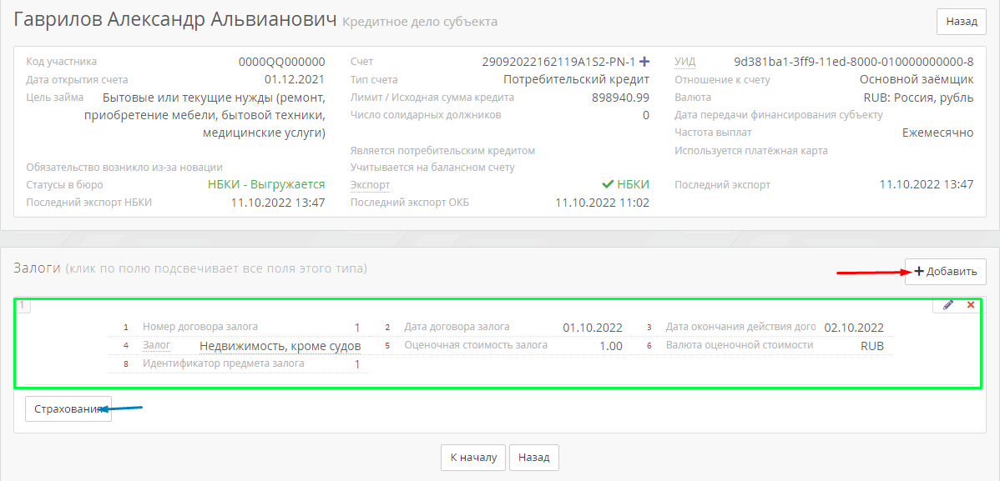 Гаврилов Александр Альвианович Кредитное дело субъекта
Назад
Код участника 0000QQ000000 Счет 29092022162119A1S2-PN-1 + УИД 9d381ba1-3ff9-11ed-8000-010000000000-8
Дата открытия счета 01.12.2021 Тип счета Потребительский кредит Отношение к счету Основной заёмщик
Цель займа Бытовые или текущие нужды (ремонт, Лимит / Исходная сумма кредита 898940.99 Валюта RUB: Россия, рубль
приобретение мебели, бытовой техники, Число солидарных должников 0 Дата передачи финансирования субъекту
медицинские услуги) Частота выплат Ежемесячно
Является потребительским кредитом Используется платёжная карта
Обязательство возникло из-за новации Учитывается на балансном счету
Статусы в бюро НБКИ - Выгружается Экспорт НБКИ Последний экспорт 11.10.2022 13:47
Последний экспорт НБКИ 11.10.2022 13:47 Последний экспорт ОКБ 11.10.2022 11:02
Залоги (клик по полю подсвечивает все поля этого типа)
+ Добавить
1
1 Номер договора залога 1 2 Дата договора залога 01.10.2022 3 Дата окончания действия дого 02.10.2022
4 Залог Недвижимость, кроме судов 5 Оценочная стоимость залога 1.00 6 Валюта оценочной стоимости RUB
8 Идентификатор предмета залога 1
Страхования
К началу Назад